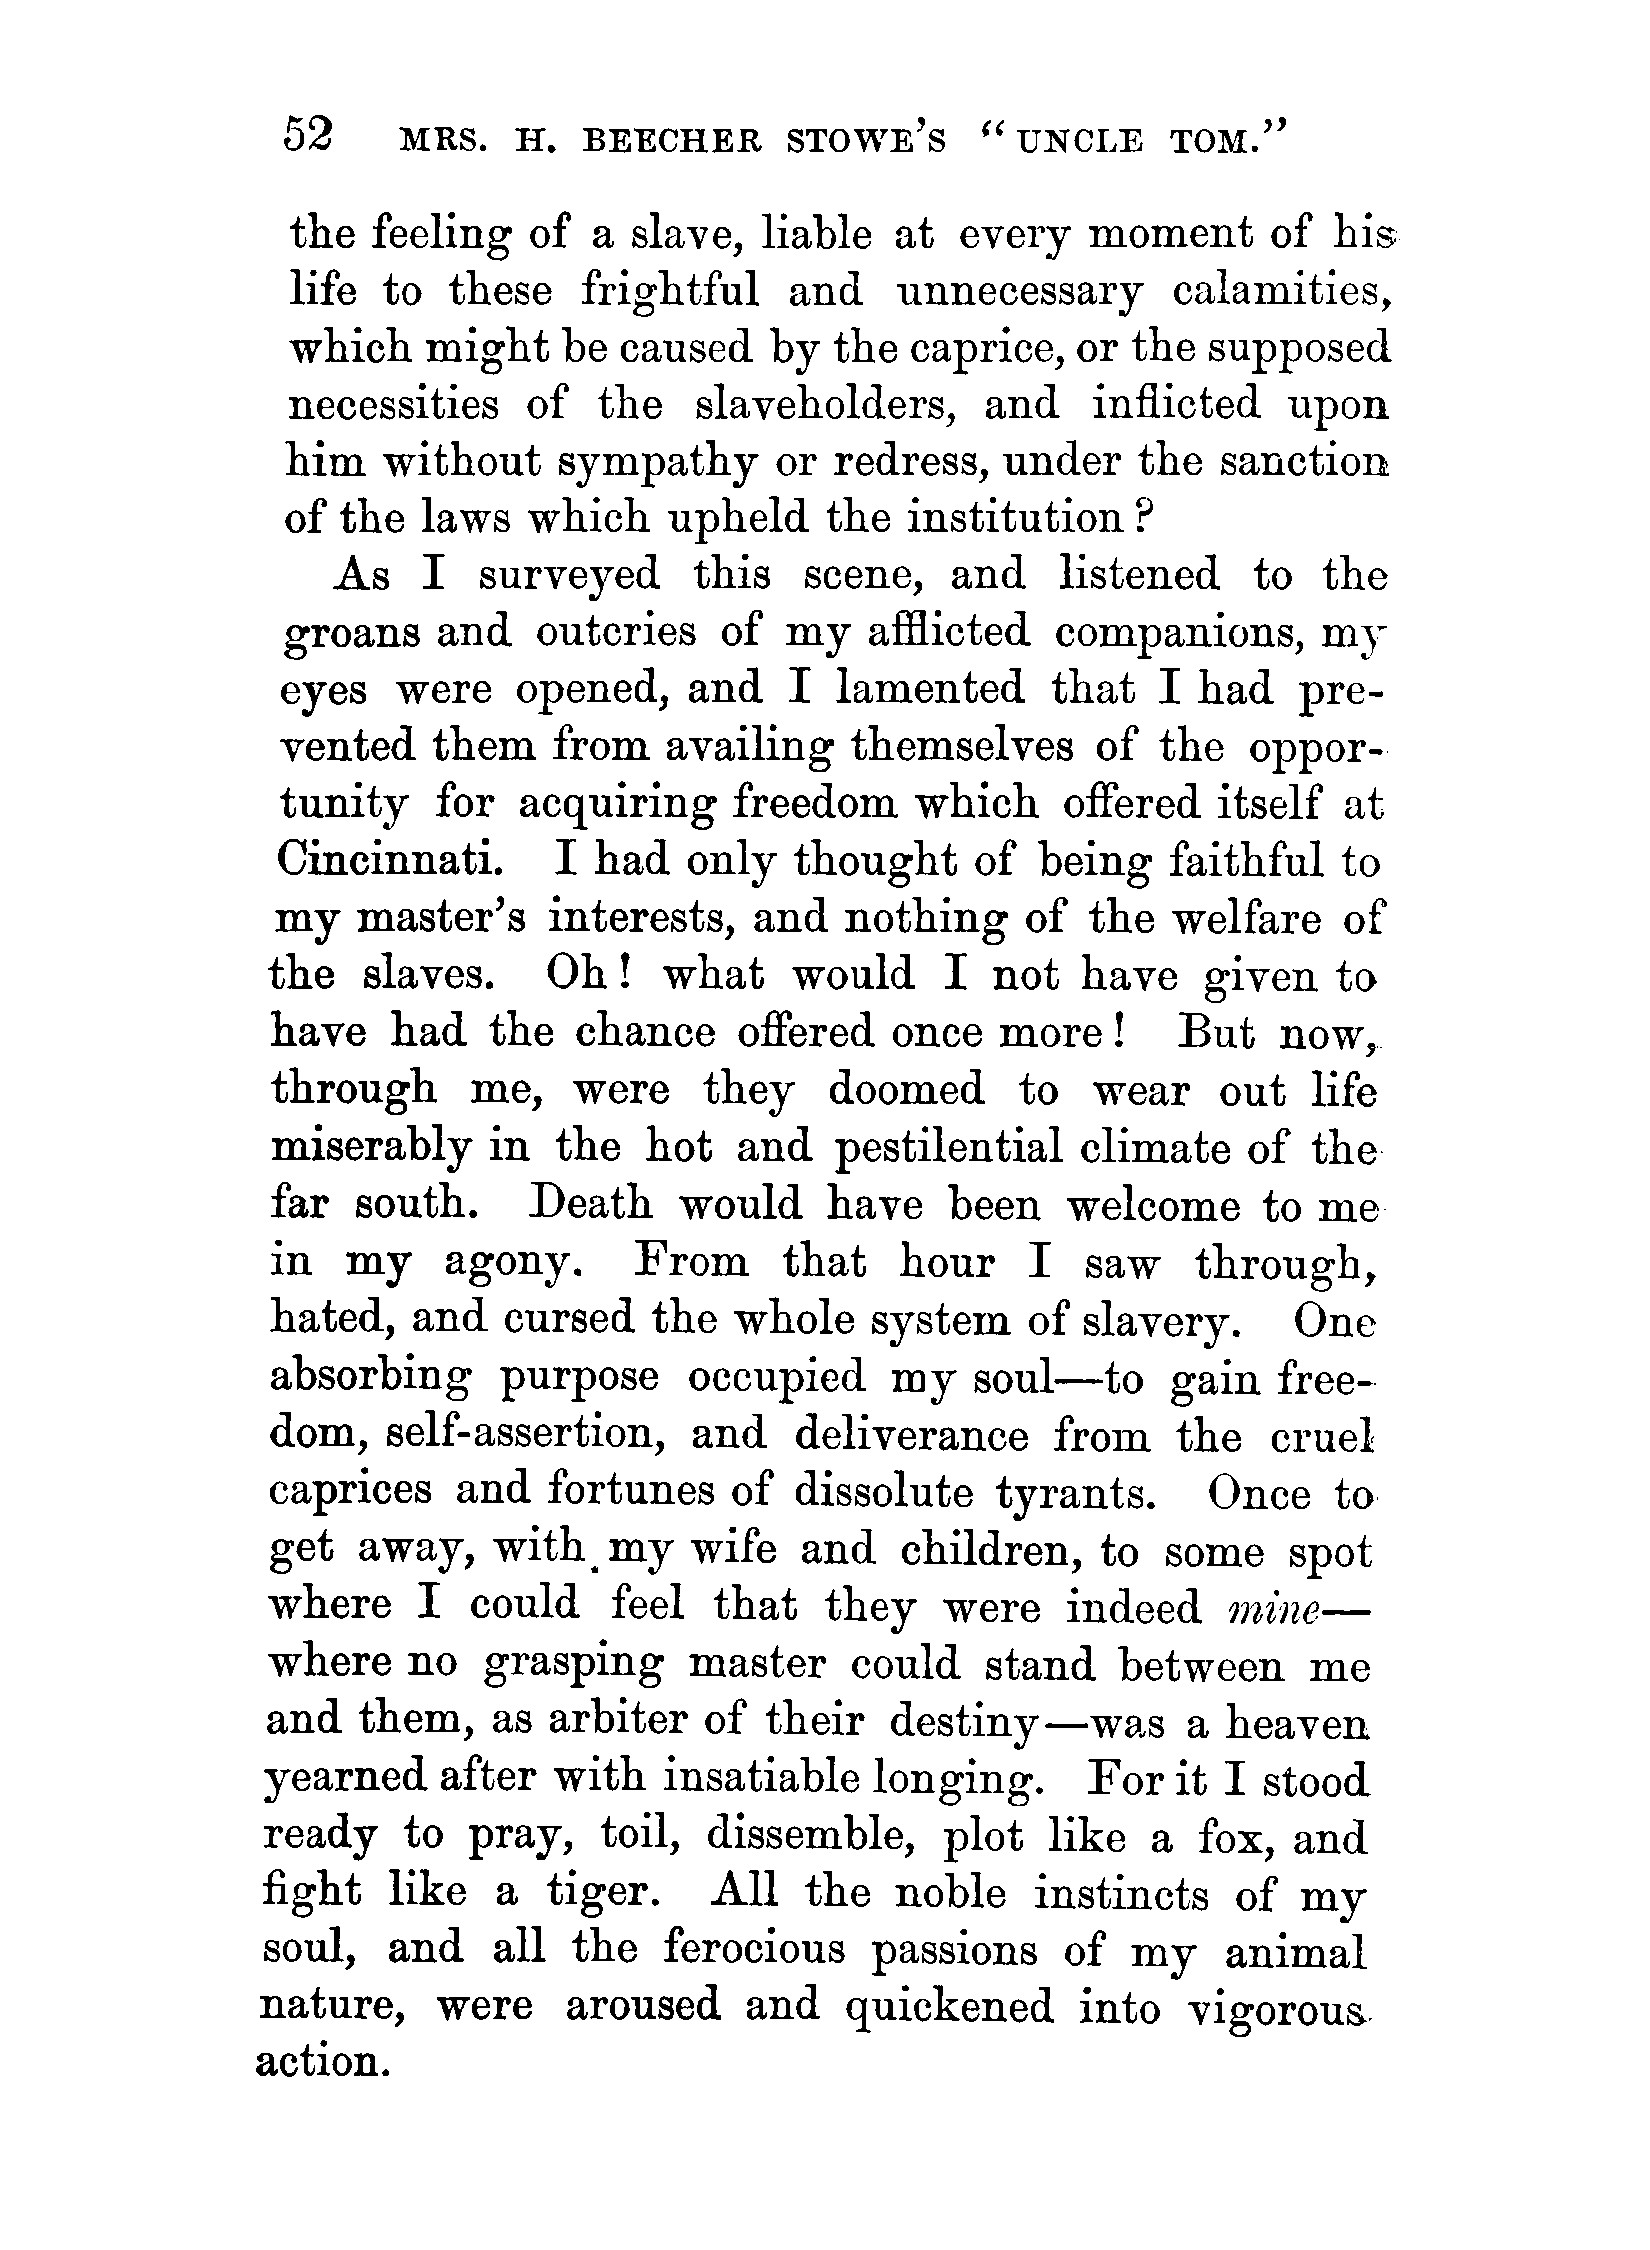 52 MRS. H. BEECHER STOWE'S "UNCLE TOM."
the feeling of a slave, liable at every moment of his
life to these frightful and unnecessary calamities,
which might be caused by the caprice, or the supposed
necessities of the slaveholders, and inflicted upon
him without sympathy or redress, under the sanction
of the laws which upheld the institution?
As I surveyed this scene, and listened to the
groans and outcries of my afflicted companions, my
eyes were opened, and I lamented that I had pre-
vented them from availing themselves of the oppor-
tunity for acquiring freedom which offered itself at
Cincinnati. I had only thought of being faithful to
my master's interests, and nothing of the welfare of
the slaves. Oh! what would I not have given to
have had the chance offered once more! But now,
through me, were they doomed to wear out life
miserably in the hot and pestilential climate of the
far south. Death would have been welcome to me
in my agony. From that hour I saw through,
hated, and cursed the whole system of slavery. One
absorbing purpose occupied my soul—to gain free-
dom, self-assertion, and deliverance from the cruel
caprices and fortunes of dissolute tyrants. Once to
get away, with my wife and children, to some spot
where I could feel that they were indeed mine—
where no grasping master could stand between me
and them, as arbiter of their destiny—was a heaven
yearned after with insatiable longing. For it I stood
ready to pray, toil, dissemble, plot like a fox, and
fight like a tiger. All the noble instincts of my
soul, and all the ferocious passions of my animal
nature, were aroused and quickened into vigorous
action.